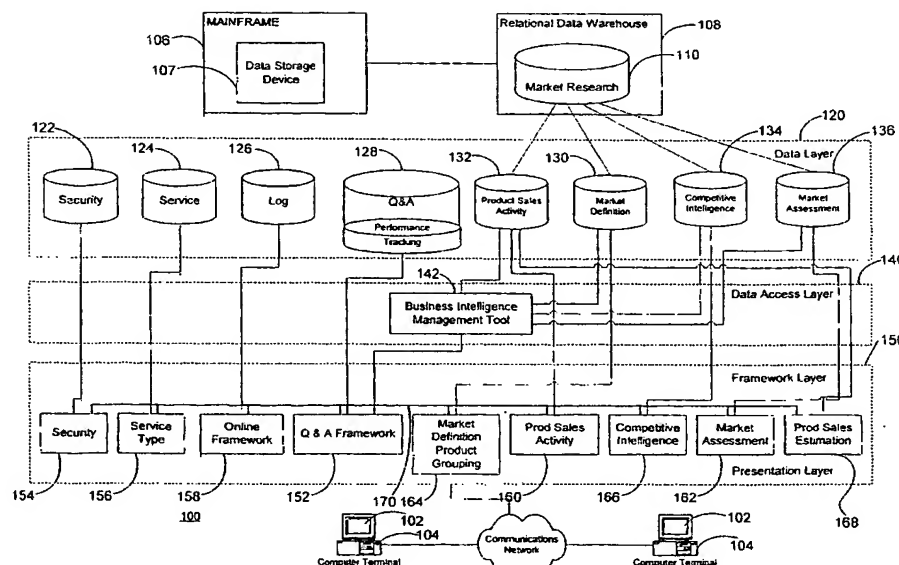 MAINFRAME
Relational Data Warehouse
108
106
107
Data Storage
Device
110
Market Research
122
124
126
128
132
130
134
120
136
Data Layer
Security
Service
Log
Q&A
Performance
Tracking
Product Sales
Activity
Market
Definition
Competitive
Intelligence
Market
Assessment
142
140
Business Intelligence
Management Tool
Data Access Layer
150
Framework Layer
Security
Service
Type
Online
Framework
Q & A Framework
Market
Definition
Product
Grouping
Prod Sales
Activity
Competitive
Intelligence
Market
Assessment
Prod Sales
Estimation
Presentation Layer
154
156
158
152
170
164
160
166
162
168
100
102
104
Computer Terminal
Communications
Network
102
104
Computer Terminal